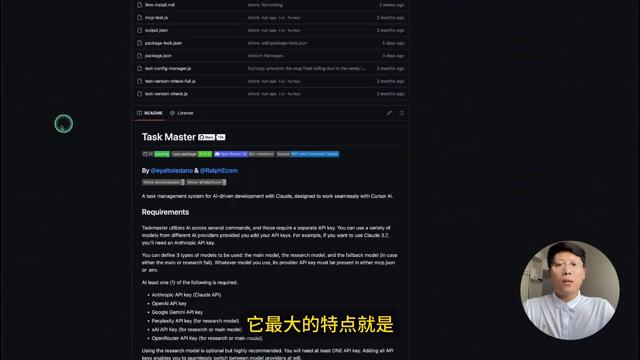 llms-install.md chore: formatting 2 weeks ago
mcp-test.js chore: run npm run format 2 months ago
output.json chore: run npm run format 2 months ago
package-lock.json chore: add package-lock.json 5 days ago
package.json Version Packages 3 days ago
test-config-manager.js 2 months ago
test-version-check-full.js chore: run npm run format 2 months ago
test-version-check.js chore: run npm run format 2 months ago
README License
Task Master
By @eyaltoledano & @RalphEcom
A task management system for AI-driven development with Claude, designed to work seamlessly with Cursor AI.
Requirements
Taskmaster utilizes AI across several commands, and those require a separate API key. You can use a variety of
models from different AI providers provided you add your API keys. For example, if you want to use Claude 3.7,
you'll need an Anthropic API key.
You can define 3 types of models to be used: the main model, the research model, and the fallback model (in case
either the main or research fail). Whatever model you use, its provider API key must be present in either mcp.json
or .env.
At least one (1) of the following is required:
• Anthropic API key (Claude API)
• OpenAI API key
• Google Gemini API Key
• Perplexity API key (for research model)
• xAI API Key (for research or main model)
• OpenRouter API Key (for research or main model)
它最大的特点就是
Using the research model is optional but highly recommended. You will need at least ONE API key. Adding all API
keys enables you to seamlessly switch between model providers at will.